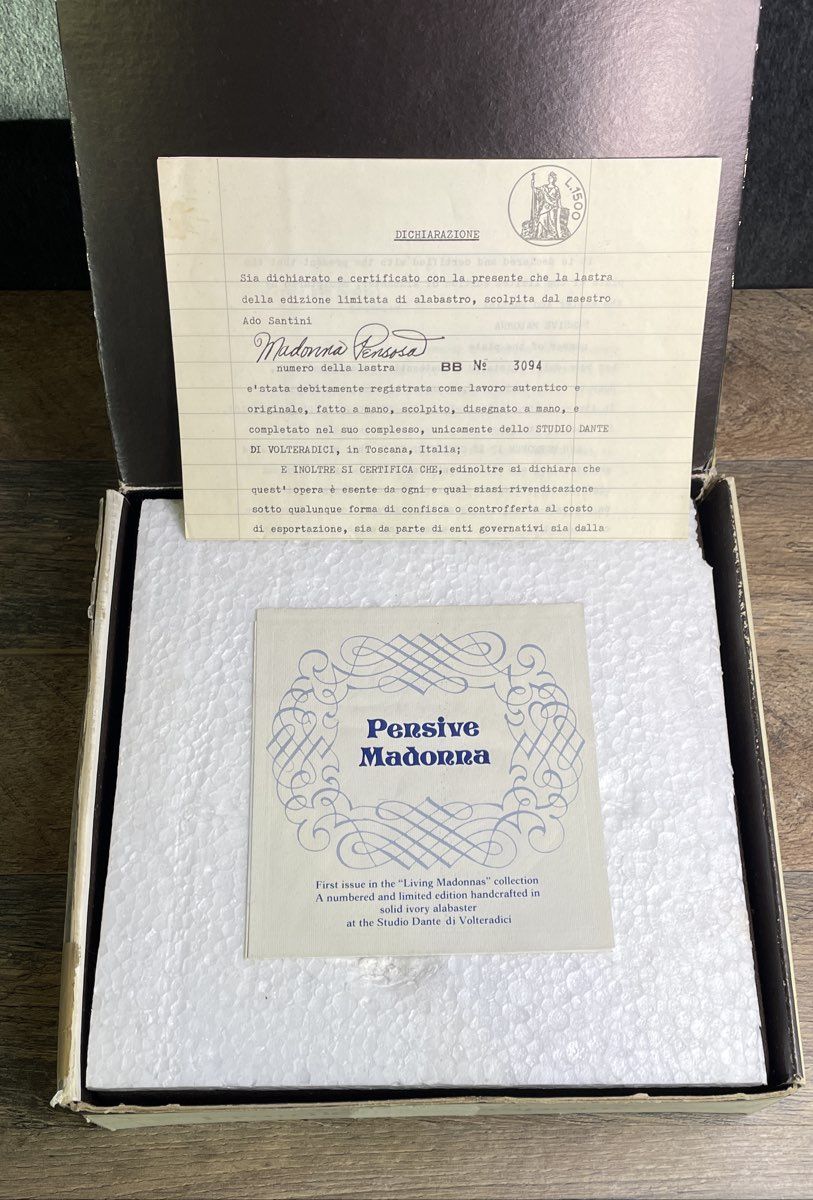 L.1500
DICHIARAZIONE
Sia dichiarato e certificato con la presente che la lastra
della edizione limitata di alabastro, scolpita dal maestro
Ado Santini
Madonna Pensosa
numero della lastra BB Nº 3094
e'stata debitamente registrata come lavoro autentico e
originale, fatto a mano, scolpito, disegnato a mano, e
completato nel suo complesso, unicamente dello STUDIO DANTE
DI VOLTERADICI, in Toscana, Italia;
E INOLTRE SI CERTIFICA CHE, edinoltre si dichara che
quest' opera è esente da ogni e qual siasi rivendicazione
sotto qualunque forma di confisca o controfferta al costo
di esportazione, sia da parte di enti governativi sia dalla
Pensive
Madonna
First issue in the "Living Madonnas" collection
A numbered and limited edition handcrafted in
solid ivory alabaster
at the Studio Dante di Volteradici